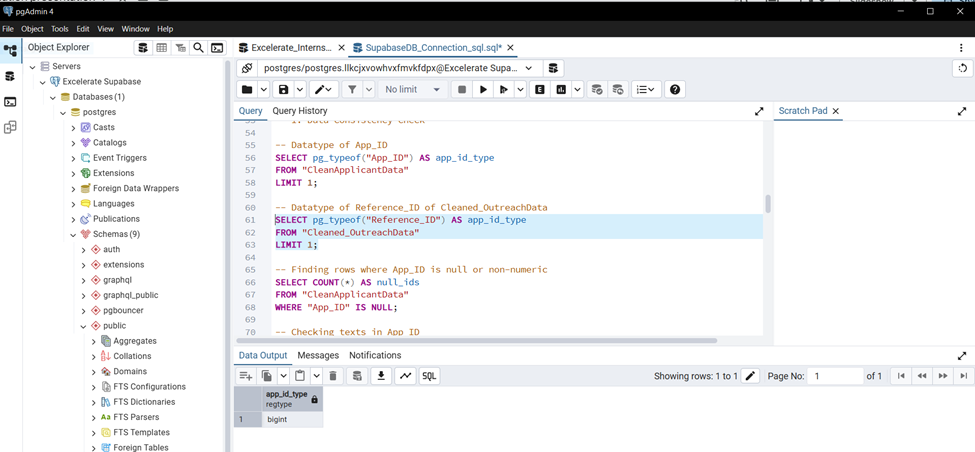 pgAdmin 4
File Object Tools Edit View Window Help
Object Explorer
Excelerate_Interns... SupabaseDB_Connection_sql.sql*
postgres/postgres.llkcjxvowhvxfmvkfdpx@Excelerate Supa...
No limit
Query Query History
Scratch Pad
Servers
Excelerate Supabase
Databases (1)
postgres
Casts
Catalogs
Event Triggers
Extensions
Foreign Data Wrappers
Languages
Publications
Schemas (9)
auth
extensions
graphql
graphql_public
pgbouncer
public
Aggregates
Collations
Domains
FTS Configurations
FTS Dictionaries
Aa FTS Parsers
FTS Templates
Foreign Tables
54
55 -- Datatype of App_ID
56 SELECT pg_typeof("App_ID") AS app_id_type
57 FROM "CleanApplicantData"
58 LIMIT 1;
59
60 -- Datatype of Reference_ID of Cleaned_OutreachData
61 SELECT pg_typeof("Reference_ID") AS app_id_type
62 FROM "Cleaned_OutreachData"
63 LIMIT 1;
64
65 -- Finding rows where App_ID is null or non-numeric
66 SELECT COUNT(*) AS null_ids
67 FROM "CleanApplicantData"
68 WHERE "App_ID" IS NULL;
69
70 -- Checking texts in App ID
Data Output Messages Notifications
SQL
Showing rows: 1 to 1
Page No: 1 of 1
app_id_type
regtype
1 bigint